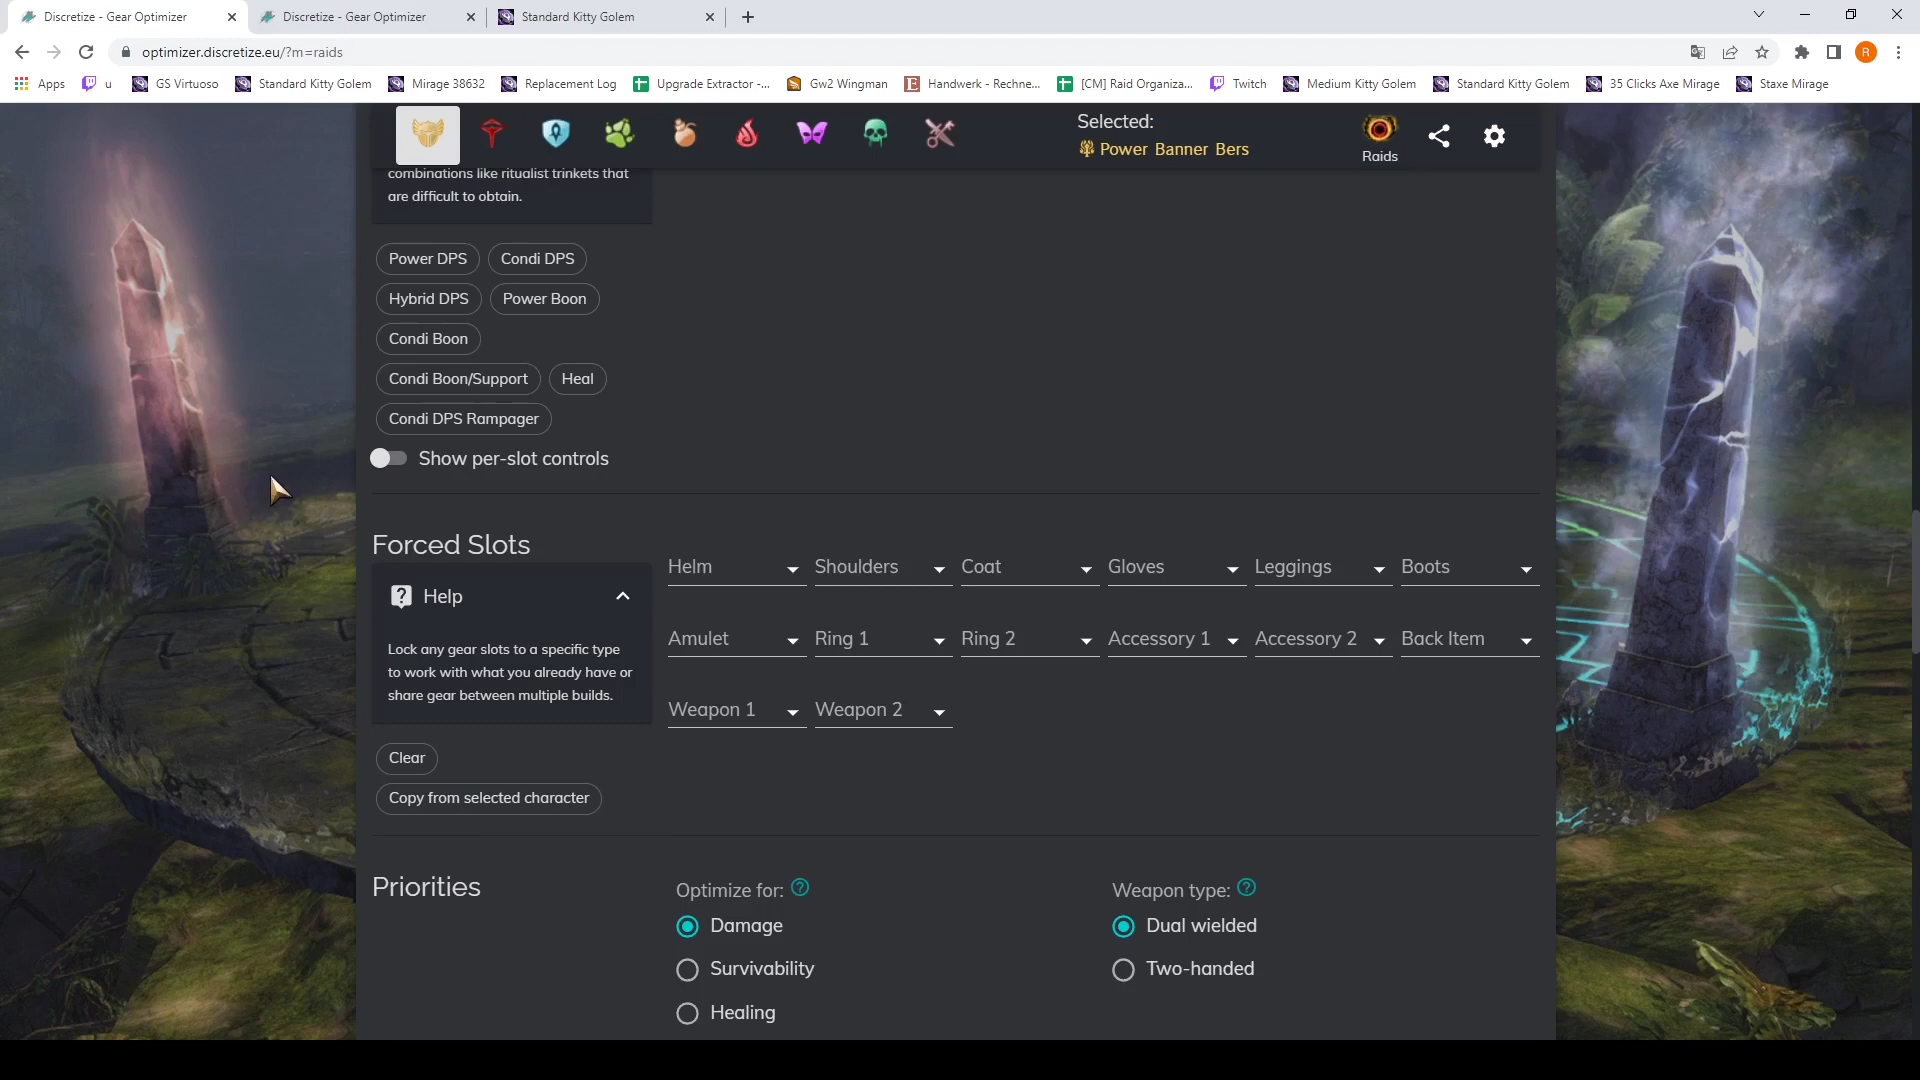 Discretize - Gear Optimizer
Discretize - Gear Optimizer
Standard Kitty Golem
optimizer.discretize.eu/?m=raids
R
Apps
u
GS Virtuoso
Standard Kitty Golem
Mirage 38632
Replacement Log
Upgrade Extractor -...
Gw2 Wingman
Handwerk - Rechne...
[CM] Raid Organiza...
Twitch
Medium Kitty Golem
Standard Kitty Golem
35 Clicks Axe Mirage
Staxe Mirage
Selected:
Power Banner Bers
Raids
combinations like ritualist trinkets that
are difficult to obtain.
Power DPS
Condi DPS
Hybrid DPS
Power Boon
Condi Boon
Condi Boon/Support
Heal
Condi DPS Rampager
Show per-slot controls
Forced Slots
Help
Lock any gear slots to a specific type
to work with what you already have or
share gear between multiple builds.
Clear
Copy from selected character
Helm
Shoulders
Coat
Gloves
Leggings
Boots
Amulet
Ring 1
Ring 2
Accessory 1
Accessory 2
Back Item
Weapon 1
Weapon 2
Priorities
Optimize for:
Damage
Survivability
Healing
Weapon type:
Dual wielded
Two-handed